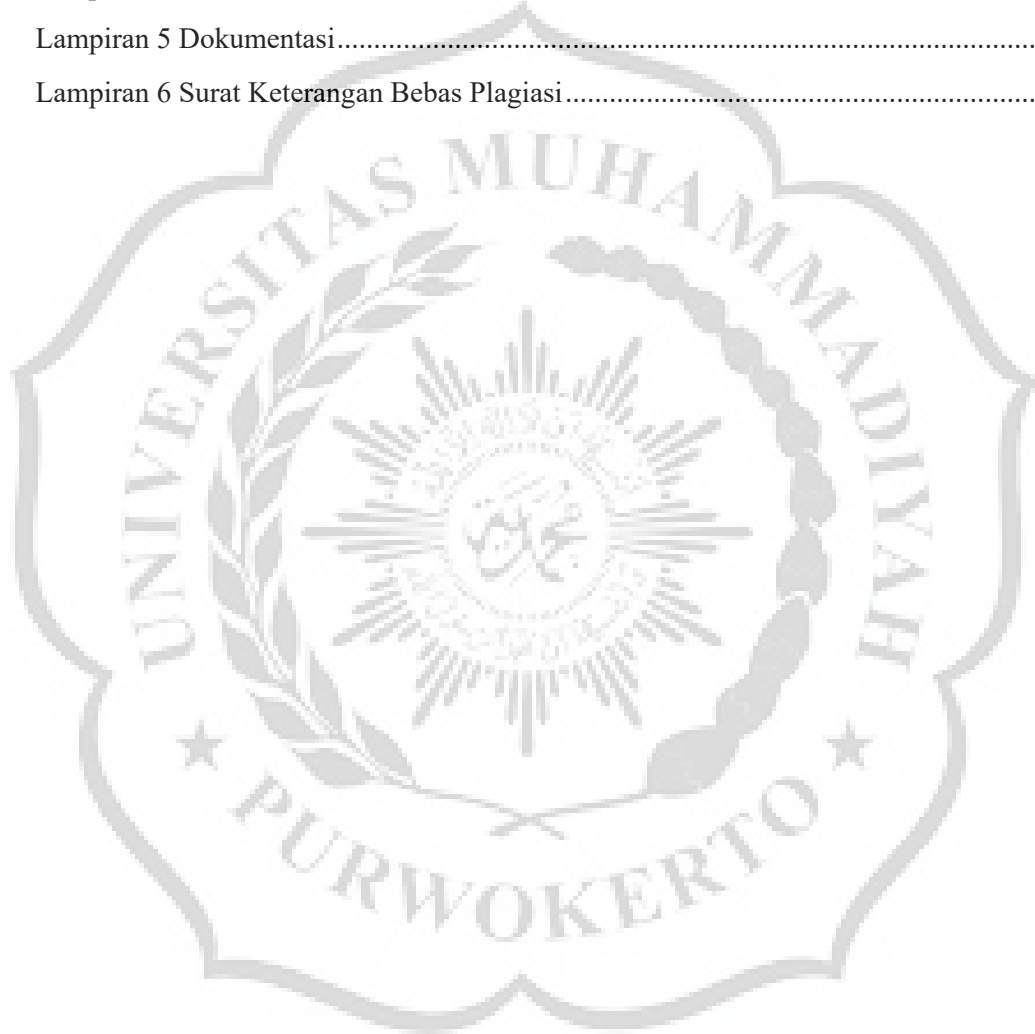 Lampiran 5 Dokumentasi..........................................................................................
Lampiran 6 Surat Keterangan Bebas Plagiasi............................................................
UNIVERSITAS MUHAMMADIYAH
★ PURWOKERTO ★